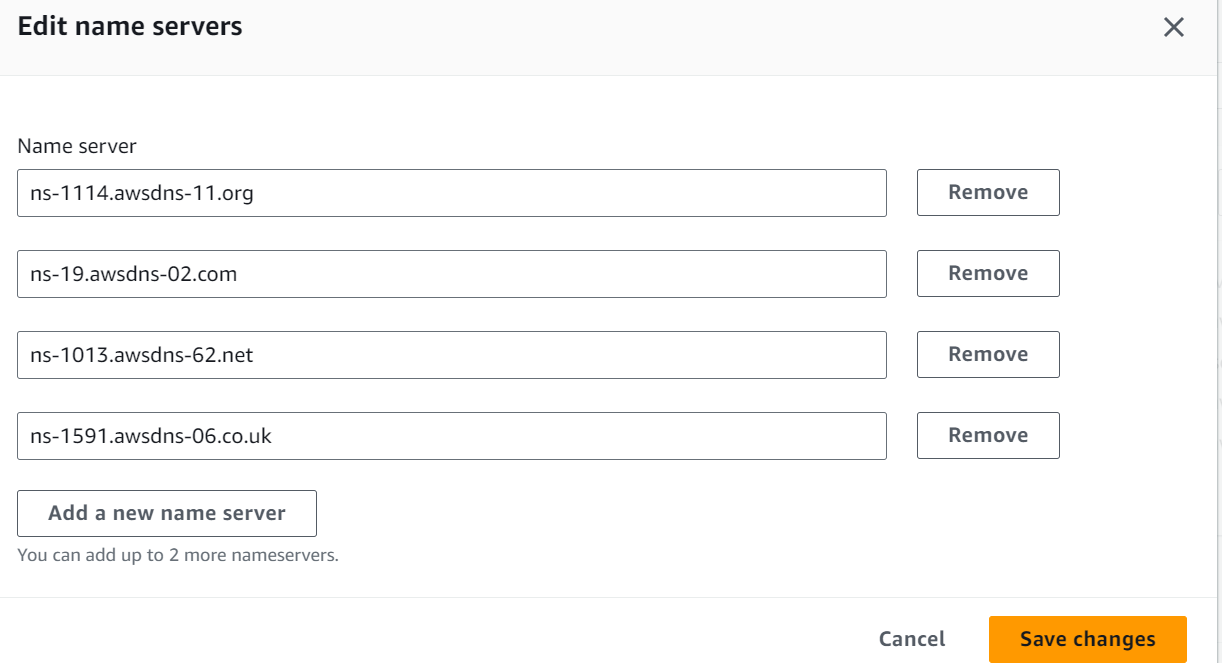 Edit name servers
Name server
ns-1114.awsdns-11.org
Remove
ns-19.awsdns-02.com
Remove
ns-1013.awsdns-62.net
Remove
ns-1591.awsdns-06.co.uk
Remove
Add a new name server
You can add up to 2 more nameservers.
Cancel
Save changes